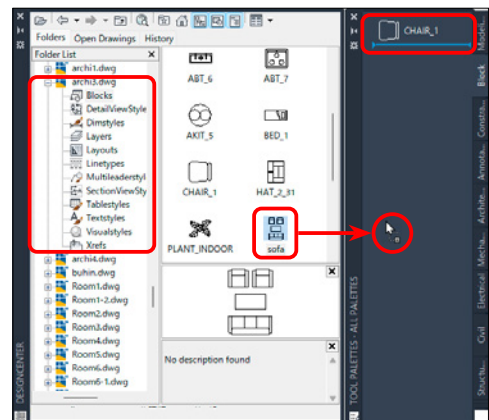 Folders Open Drawings History
Folder List
archi1.dwg
archi3.dwg
Blocks
DetailViewStyle
Dimstyles
Layers
Layouts
Linetypes
Multileaderstyl
SectionViewSty
Tablestyles
Textstyles
Visualstyles
Xrefs
archi4.dwg
buhin.dwg
Room1.dwg
Room1-2.dwg
Room2.dwg
Room3.dwg
Room4.dwg
Room5.dwg
Room6.dwg
Room6-1.dwg
DESIGNCENTER
ABT_6
ABT_7
AKIT_5
BED_1
CHAIR_1
HAT_2_31
PLANT_INDOOR
sofa
No description found
TOOL PALETTES - ALL PALETTES
CHAIR_1
Model...
Block
Constra...
Annota...
Archite...
Mecha...
Electrical
Civil
Structu...